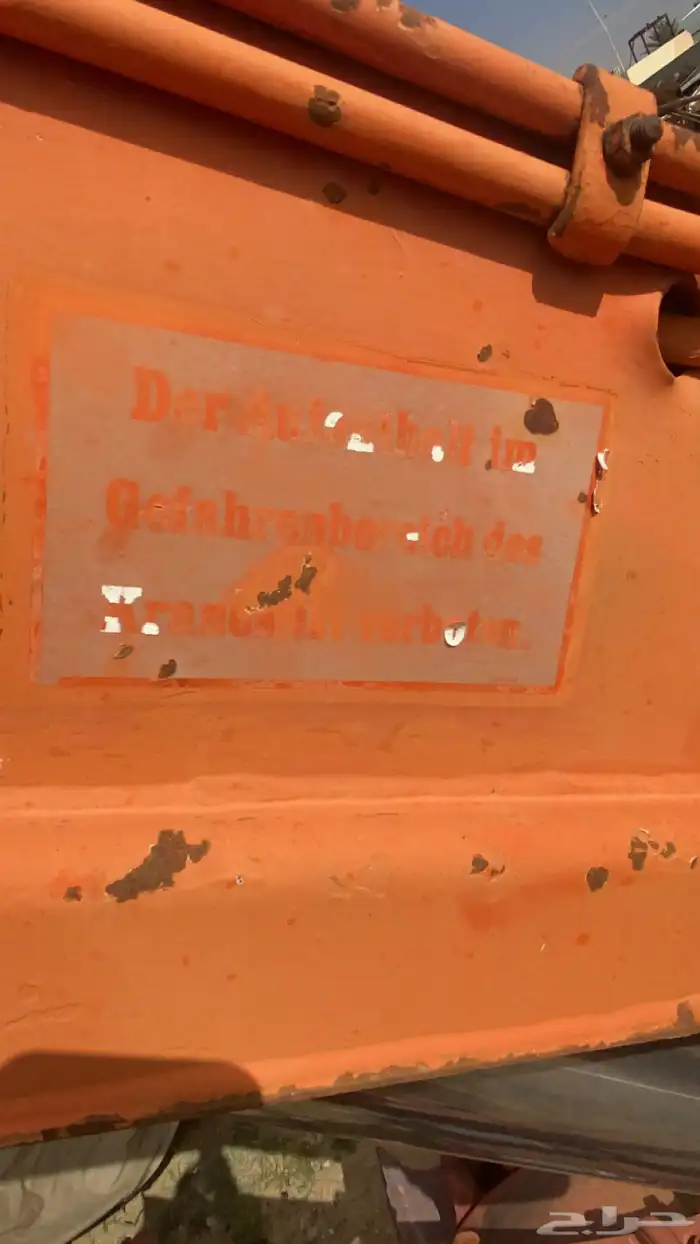 Der Aufenthalt im
Gefahrenbereich des
Kranes ist verboten.
حراج